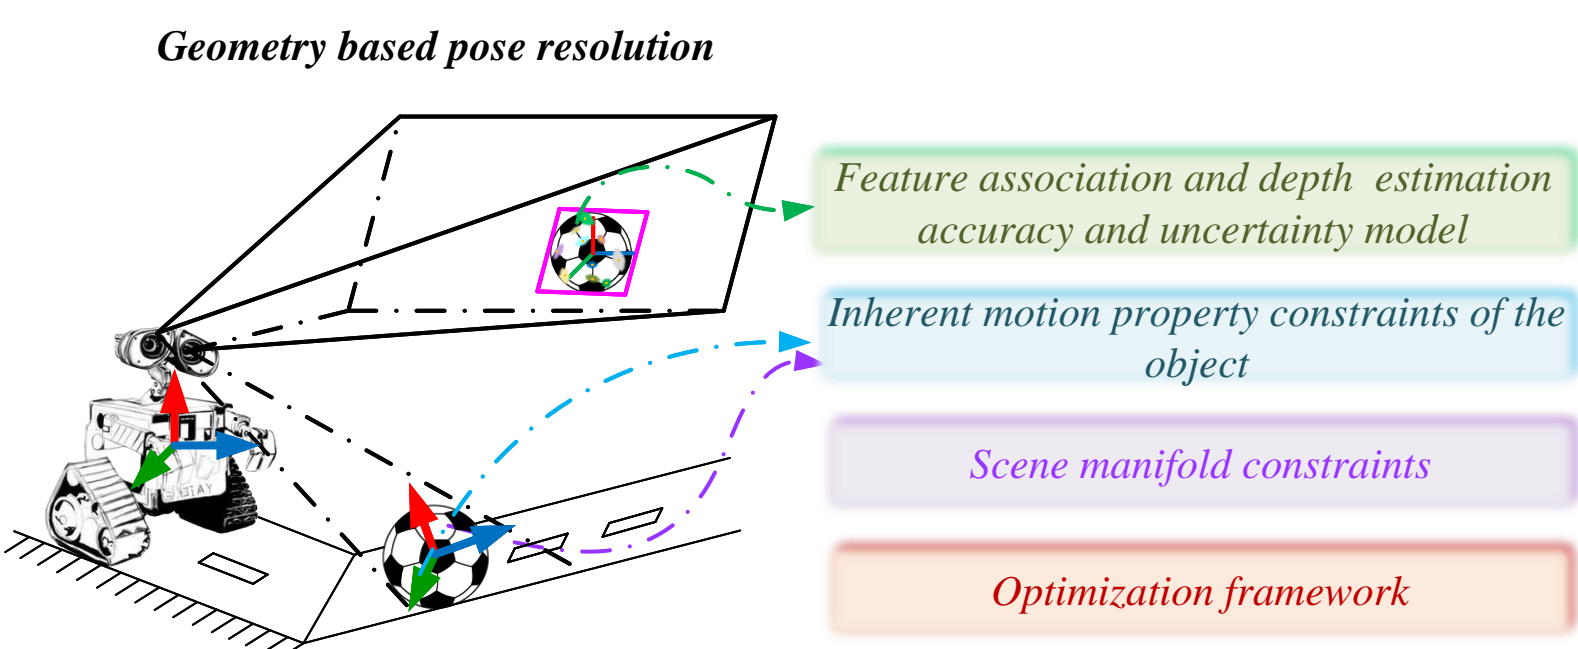 Geometry based pose resolution
Feature association and depth estimation
accuracy and uncertainty model
Inherent motion property constraints of the
object
Scene manifold constraints
Optimization framework